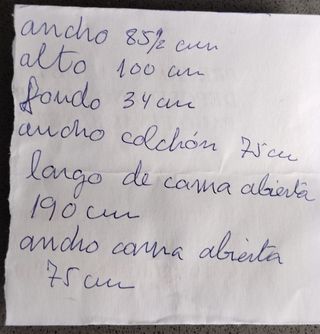 ancho 85½ cm
alto 100 cm
fondo 34 cm
ancho colchón 75 cm
largo de cama abierta
190 cm
ancho cama abierta
75 cm